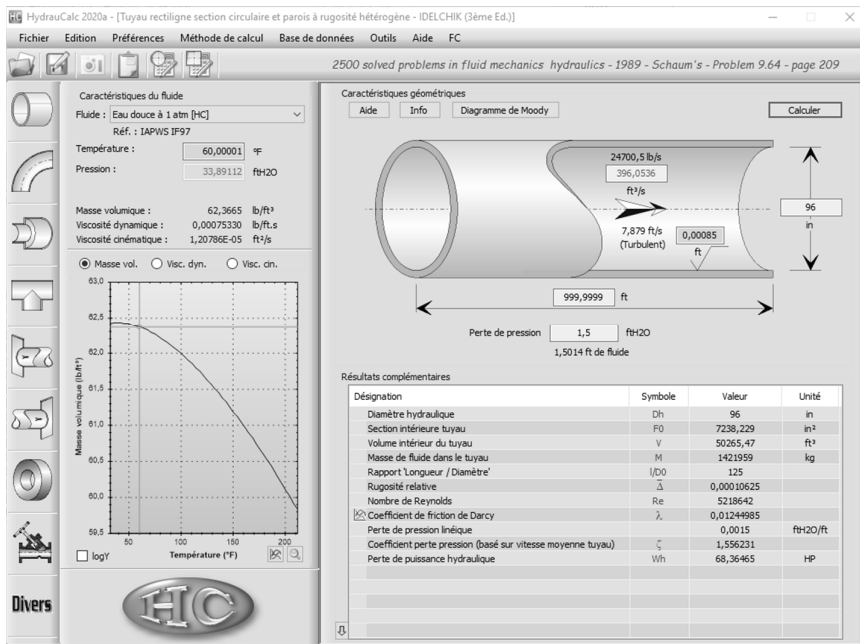 HC HydrauCalc 2020a - [Tuyau rectiligne section circulaire et parois à rugosité hétérogène - IDELCHIK (3ème Ed.)]
Fichier Edition Préférences Méthode de calcul Base de données Outils Aide FC
2500 solved problems in fluid mechanics hydraulics - 1989 - Schaum's - Problem 9.64 - page 209
Caractéristiques du fluide
Fluide : Eau douce à 1 atm [HC]
Réf. : IAPWS IF97
Température : 60,00001 °F
Pression : 33,89112 ftH2O
Masse volumique : 62,3665 lb/ft³
Viscosité dynamique : 0,00075330 lb/ft.s
Viscosité cinématique : 1,20786E-05 ft²/s
Masse vol. Visc. dyn. Visc. cin.
63,0
62,5
62,0
61,5
61,0
60,5
60,0
59,5
Masse volumique (lb/ft³)
50 100 150 200
logY Température (°F)
HC
Divers
Caractéristiques géométriques
Aide Info Diagramme de Moody Calculer
24700,5 lb/s
396,0536
ft³/s
7,879 ft/s
(Turbulent)
0,00085
ft
96
in
999,9999 ft
Perte de pression 1,5 ftH2O
1,5014 ft de fluide
Résultats complémentaires
Désignation Symbole Valeur Unité
Diamètre hydraulique Dh 96 in
Section intérieure tuyau F0 7238,229 in²
Volume intérieur du tuyau V 50265,47 ft³
Masse de fluide dans le tuyau M 1421959 kg
Rapport 'Longueur / Diamètre' l/D0 125
Rugosité relative Δ̄ 0,00010625
Nombre de Reynolds Re 5218642
Coefficient de friction de Darcy λ 0,01244985
Perte de pression linéique 0,0015 ftH2O/ft
Coefficient perte pression (basé sur vitesse moyenne tuyau) ζ 1,556231
Perte de puissance hydraulique Wh 68,36465 HP